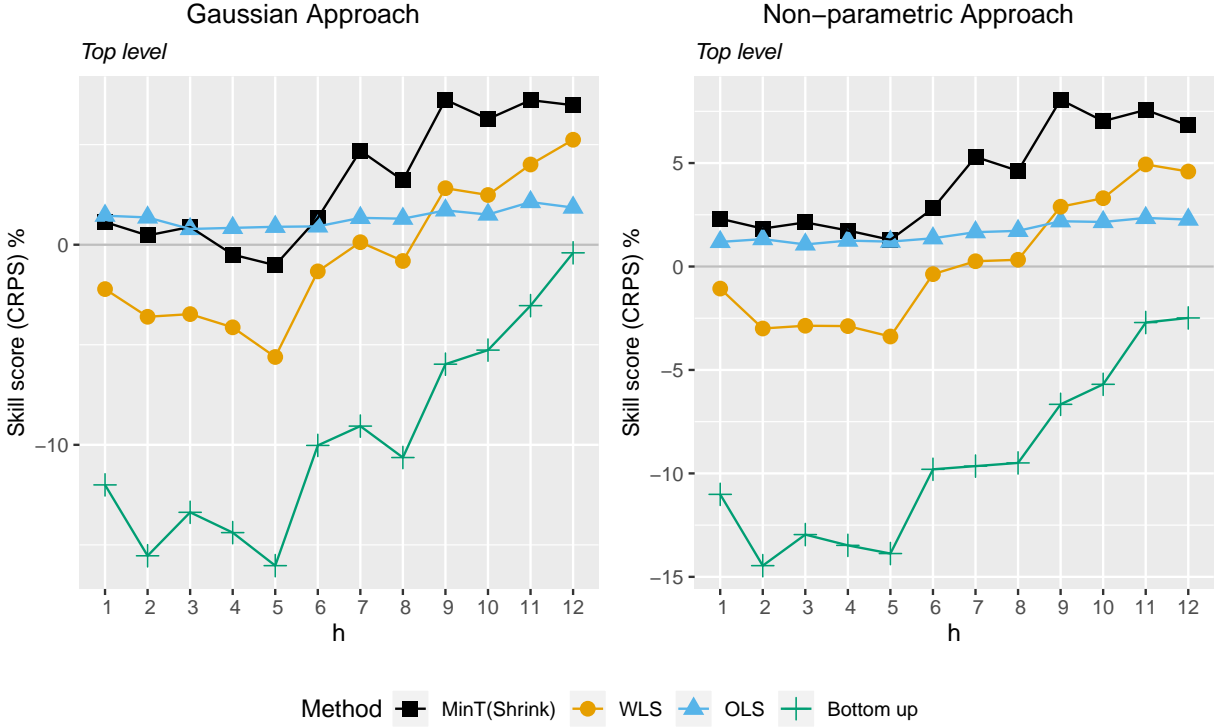 Gaussian Approach
Top level
Skill score (CRPS) %
0
−10
1 2 3 4 5 6 7 8 9 10 11 12
h
Non−parametric Approach
Top level
Skill score (CRPS) %
5
0
−5
−10
−15
1 2 3 4 5 6 7 8 9 10 11 12
h
Method MinT(Shrink) WLS OLS Bottom up